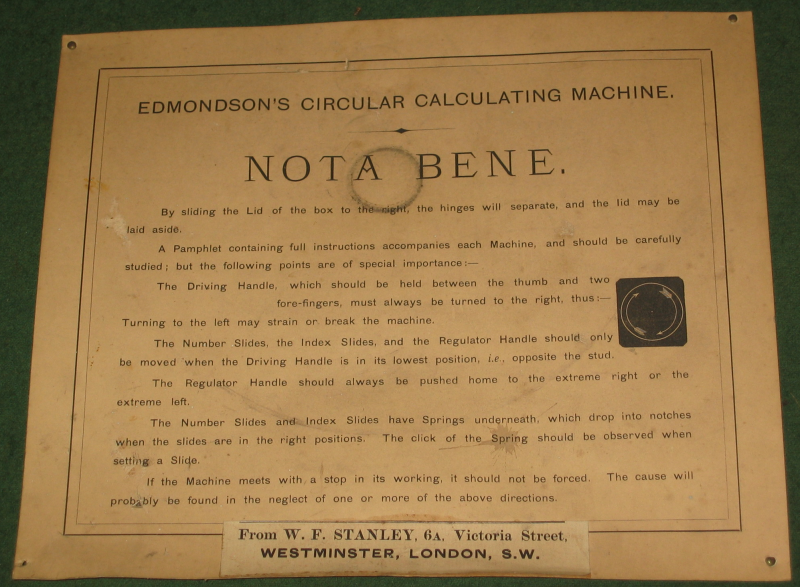 EDMONDSON'S CIRCULAR CALCULATING MACHINE.
NOTA BENE.
By sliding the Lid of the box to the right, the hinges will separate, and the lid may be
laid aside.
A Pamphlet containing full instructions accompanies each Machine, and should be carefully
studied; but the following points are of special importance:—
The Driving Handle, which should be held between the thumb and two
fore-fingers, must always be turned to the right, thus:—
Turning to the left may strain or break the machine.
The Number Slides, the Index Slides, and the Regulator Handle should only
be moved when the Driving Handle is in its lowest position, i.e., opposite the stud.
The Regulator Handle should always be pushed home to the extreme right or the
extreme left.
The Number Slides and Index Slides have Springs underneath, which drop into notches
when the slides are in the right positions. The click of the Spring should be observed when
setting a Slide.
If the Machine meets with a stop in its working, it should not be forced. The cause will
probably be found in the neglect of one or more of the above directions.
From W. F. STANLEY, 6A, Victoria Street,
WESTMINSTER, LONDON, S.W.